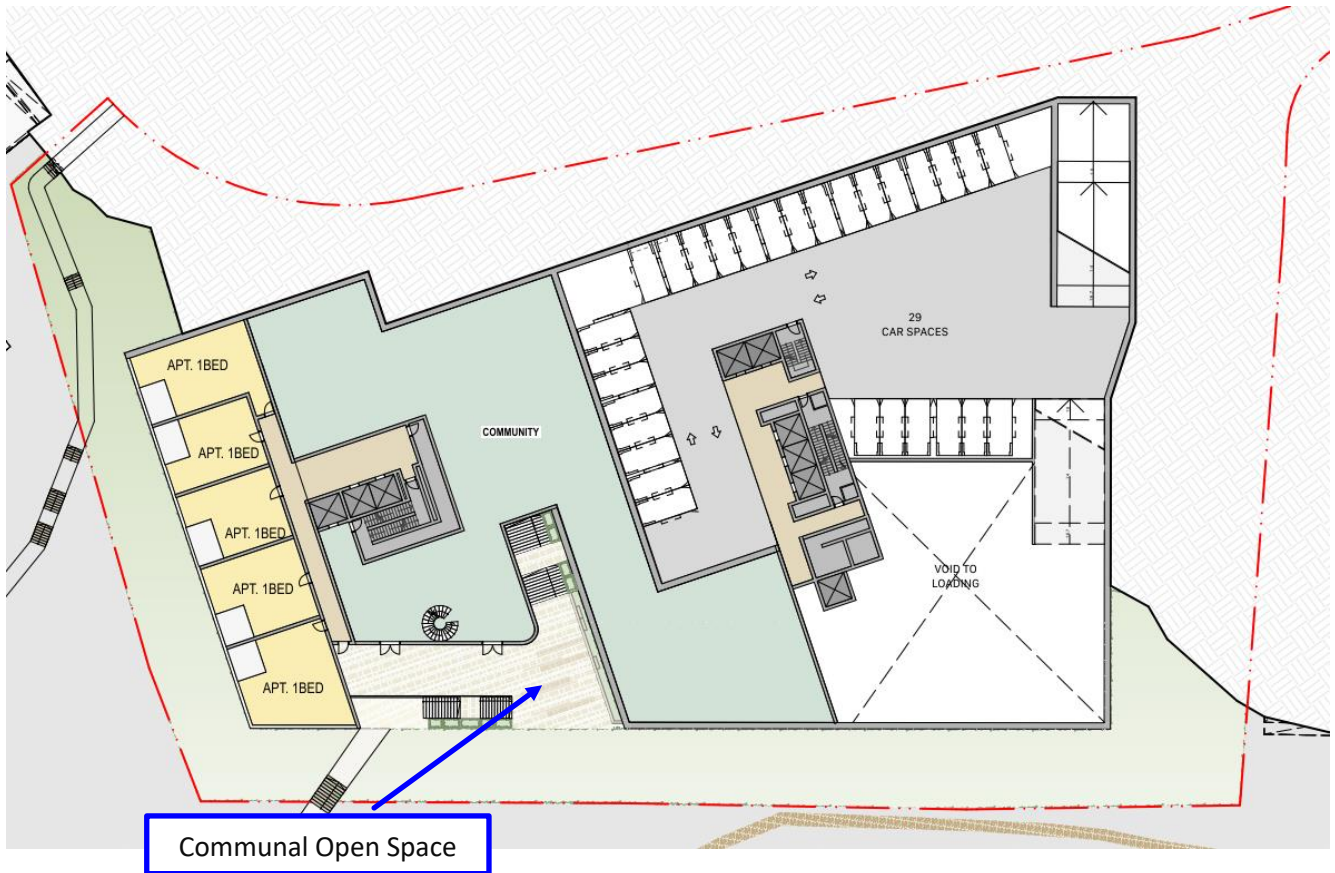 APT. 1BED
APT. 1BED
APT. 1BED
APT. 1BED
APT. 1BED
COMMUNITY
29
CAR SPACES
VOID TO
LOADING
Communal Open Space